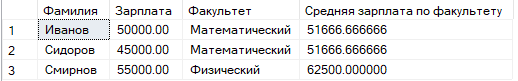 Фамилия Зарплата Факультет Средняя зарплата по факультету
1 Иванов 50000.00 Математический 51666.666666
2 Сидоров 45000.00 Математический 51666.666666
3 Смирнов 55000.00 Физический 62500.000000